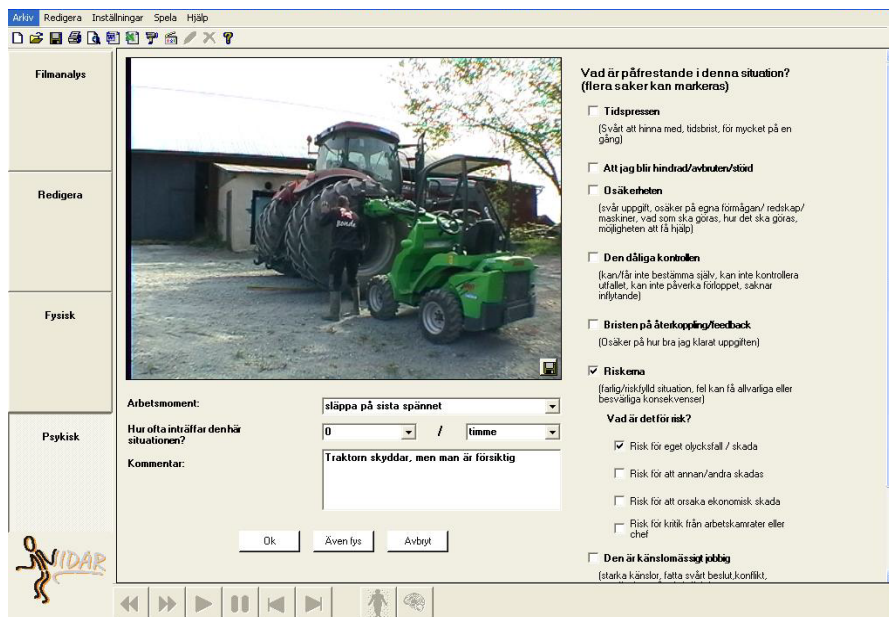 Arkiv Redigera Inställningar Spela Hjälp
Filmanalys
Redigera
Fysisk
Psykisk
VIDAR
Bonde
Arbetsmoment:
släppa på sista spännet
Hur ofta inträffar den här
situationen?
0 / timme
Kommentar:
Traktorn skyddar, men man är försiktig
Ok Även fys Avbryt
Vad är påfrestande i denna situation?
(flera saker kan markeras)
Tidspressen
(Svårt att hinna med, tidsbrist, för mycket på en
gång)
Att jag blir hindrad/avbruten/störd
Osäkerheten
(svår uppgift, osäker på egna förmågan/ redskap/
maskiner, vad som ska göras, hur det ska göras,
möjligheten att få hjälp)
Den dåliga kontrollen
(kan/får inte bestämma själv, kan inte kontrollera
utfallet, kan inte påverka förloppet, saknar
inflytande)
Bristen på återkoppling/feedback
(Osäker på hur bra jag klarat uppgiften)
Riskerna
(farlig/riskfylld situation, fel kan få allvarliga eller
besvärliga konsekvenser)
Vad är det för risk?
Risk för eget olycksfall / skada
Risk för att annan/andra skadas
Risk för att orsaka ekonomisk skada
Risk för kritik från arbetskamrater eller
chef
Den är känslomässigt jobbig
(starka känslor, fatta svårt beslut,konflikt,